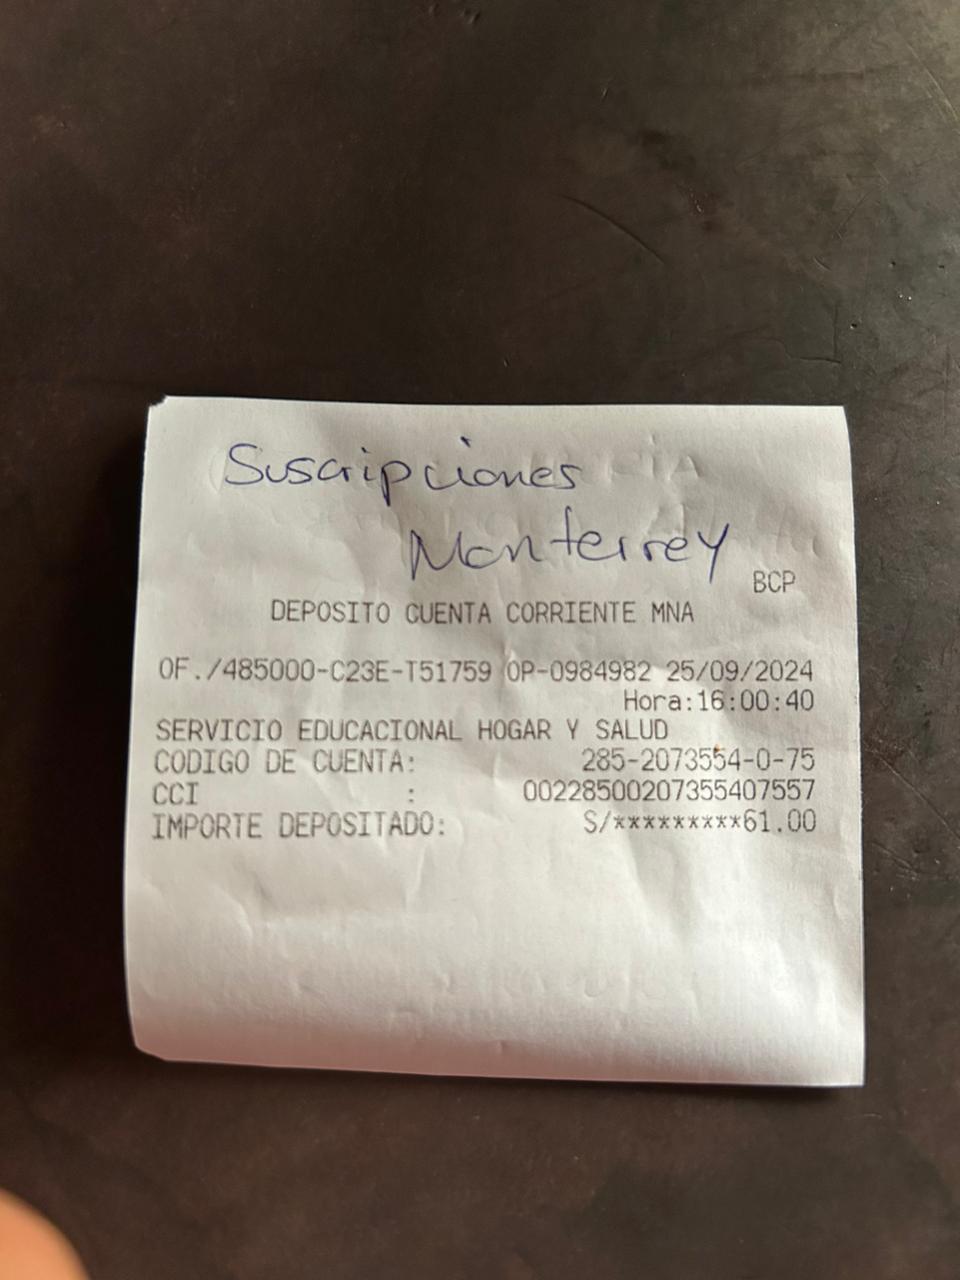 Suscripciones
Monterrey
BCP
DEPOSITO CUENTA CORRIENTE MNA
OF./485000-C23E-T51759 OP-0984982 25/09/2024
Hora:16:00:40
SERVICIO EDUCACIONAL HOGAR Y SALUD
CODIGO DE CUENTA: 285-2073554-0-75
CCI : 00228500207355407557
IMPORTE DEPOSITADO: S/*********61.00